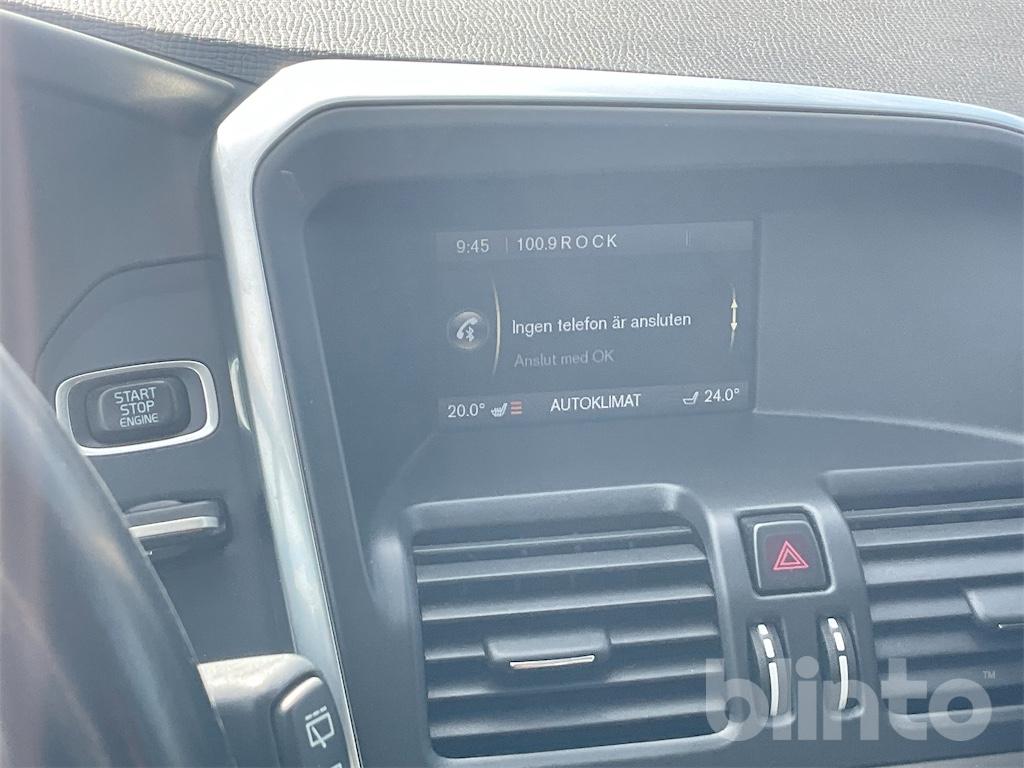 9:45 100.9 ROCK
Ingen telefon är ansluten
Anslut med OK
20.0° AUTOKLIMAT 24.0°
START
STOP
ENGINE
blinto™